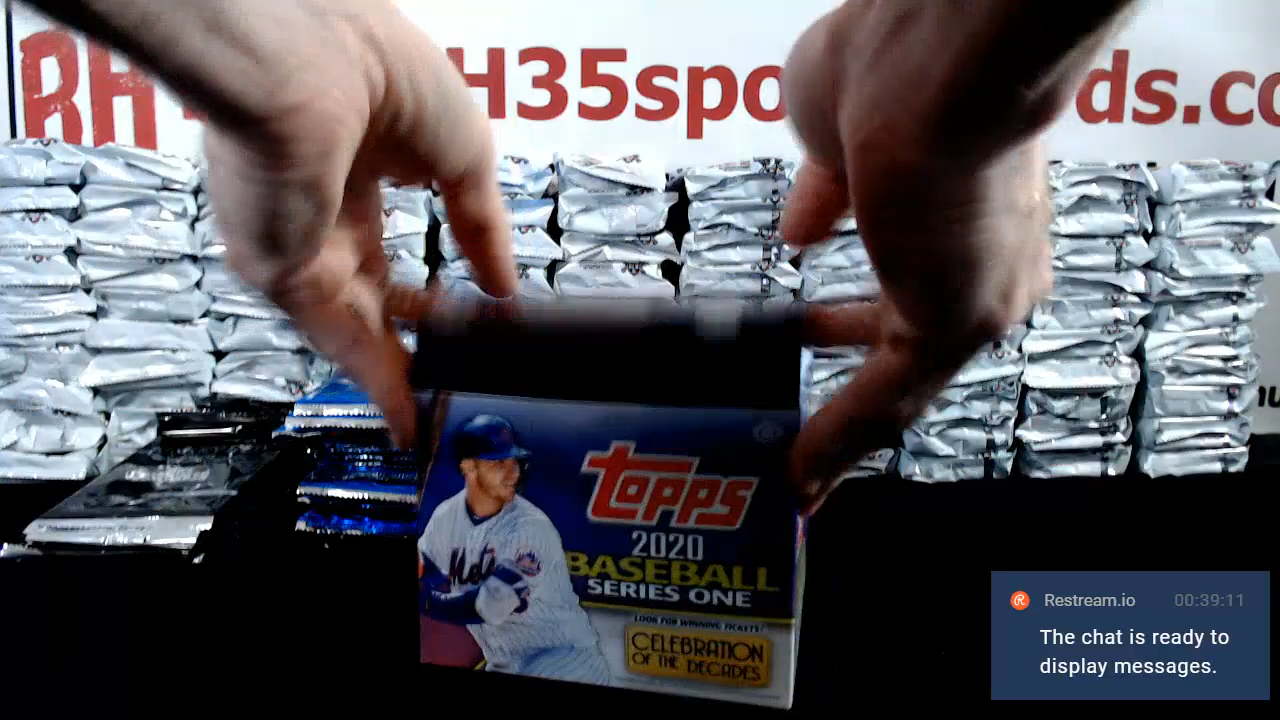 RH
H35spo
ds.co
topps
2020
BASEBALL
SERIES ONE
LOOK FOR WINNING TICKETS!
CELEBRATION
OF THE DECADES
Mets
Restream.io 00:39:11
The chat is ready to
display messages.